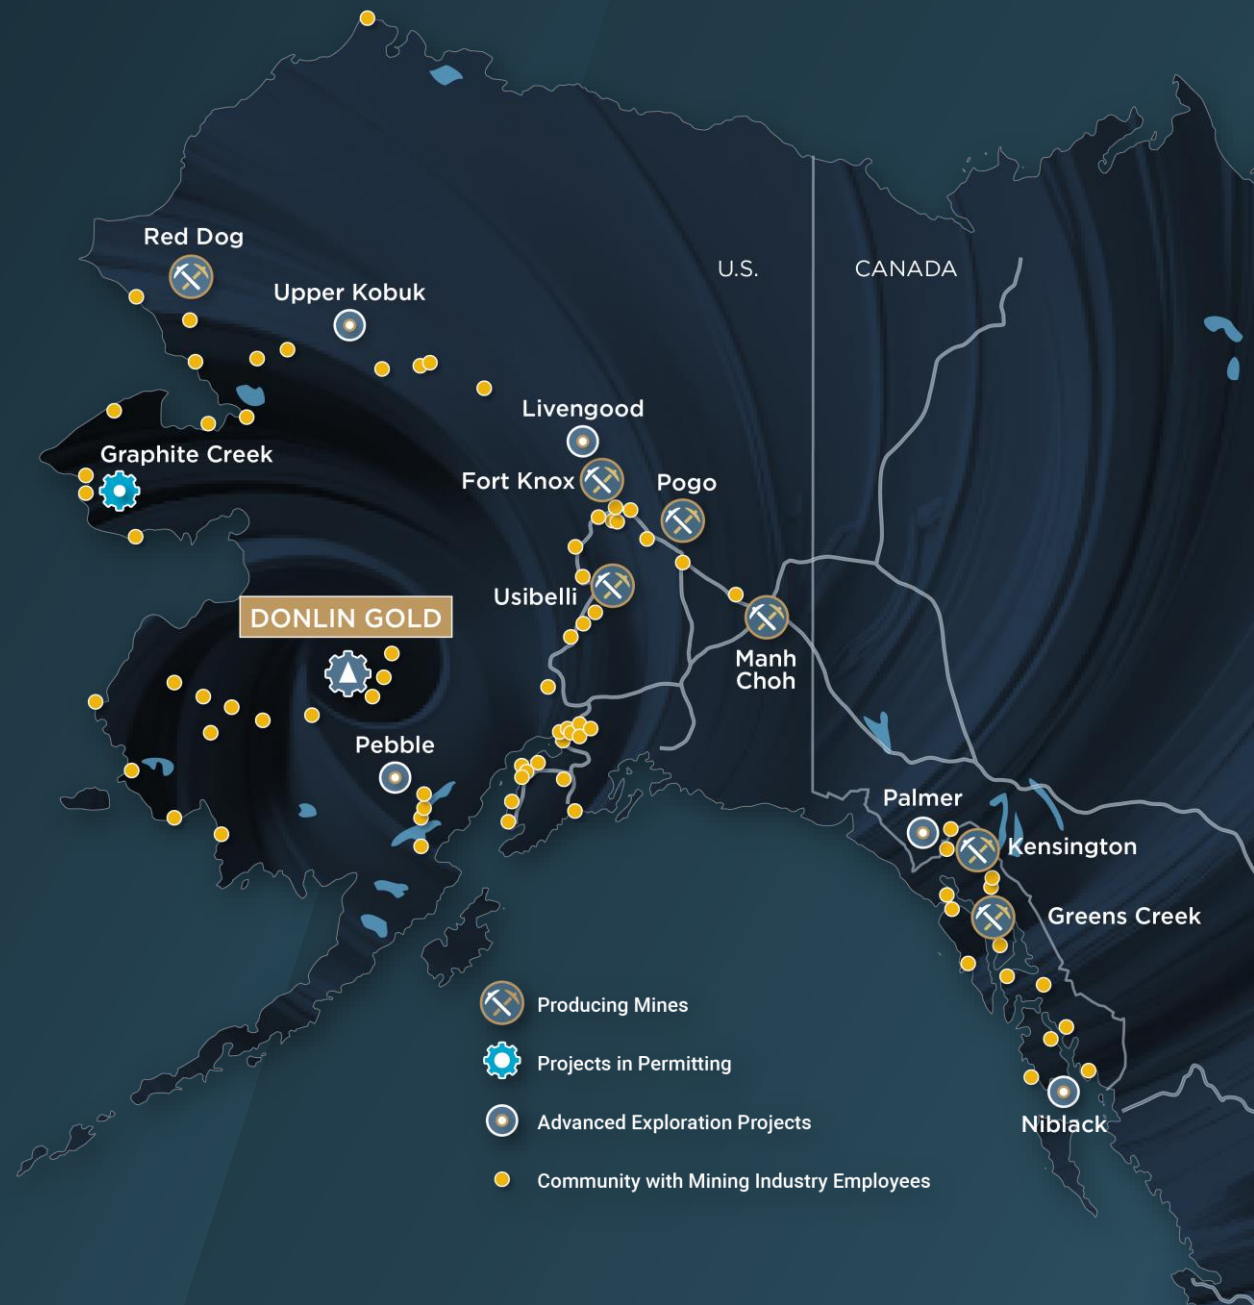 Red Dog
U.S.
CANADA
Upper Kobuk
Livengood
Graphite Creek
Fort Knox
Pogo
Usibelli
DONLIN GOLD
Manh
Choh
Pebble
Palmer
Kensington
Greens Creek
Niblack
Producing Mines
Projects in Permitting
Advanced Exploration Projects
Community with Mining Industry Employees